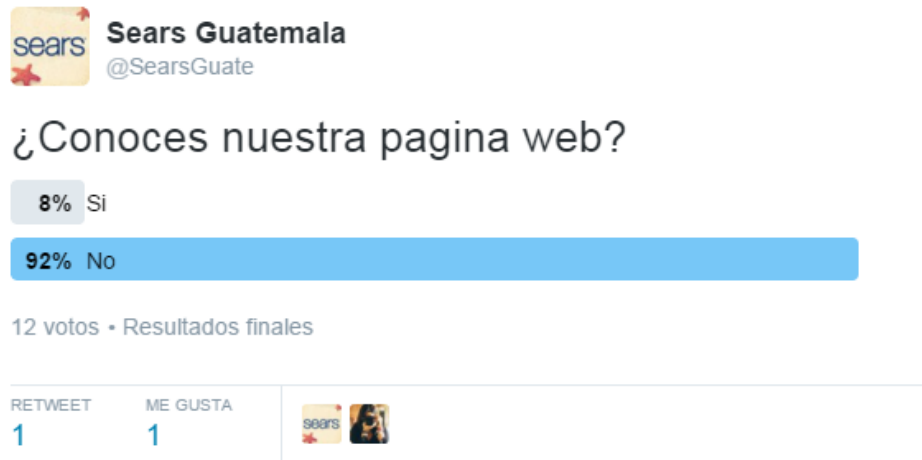 sears
Sears Guatemala
@SearsGuate
¿Conoces nuestra pagina web?
8% Si
92% No
12 votos • Resultados finales
RETWEET ME GUSTA
1 1
sears